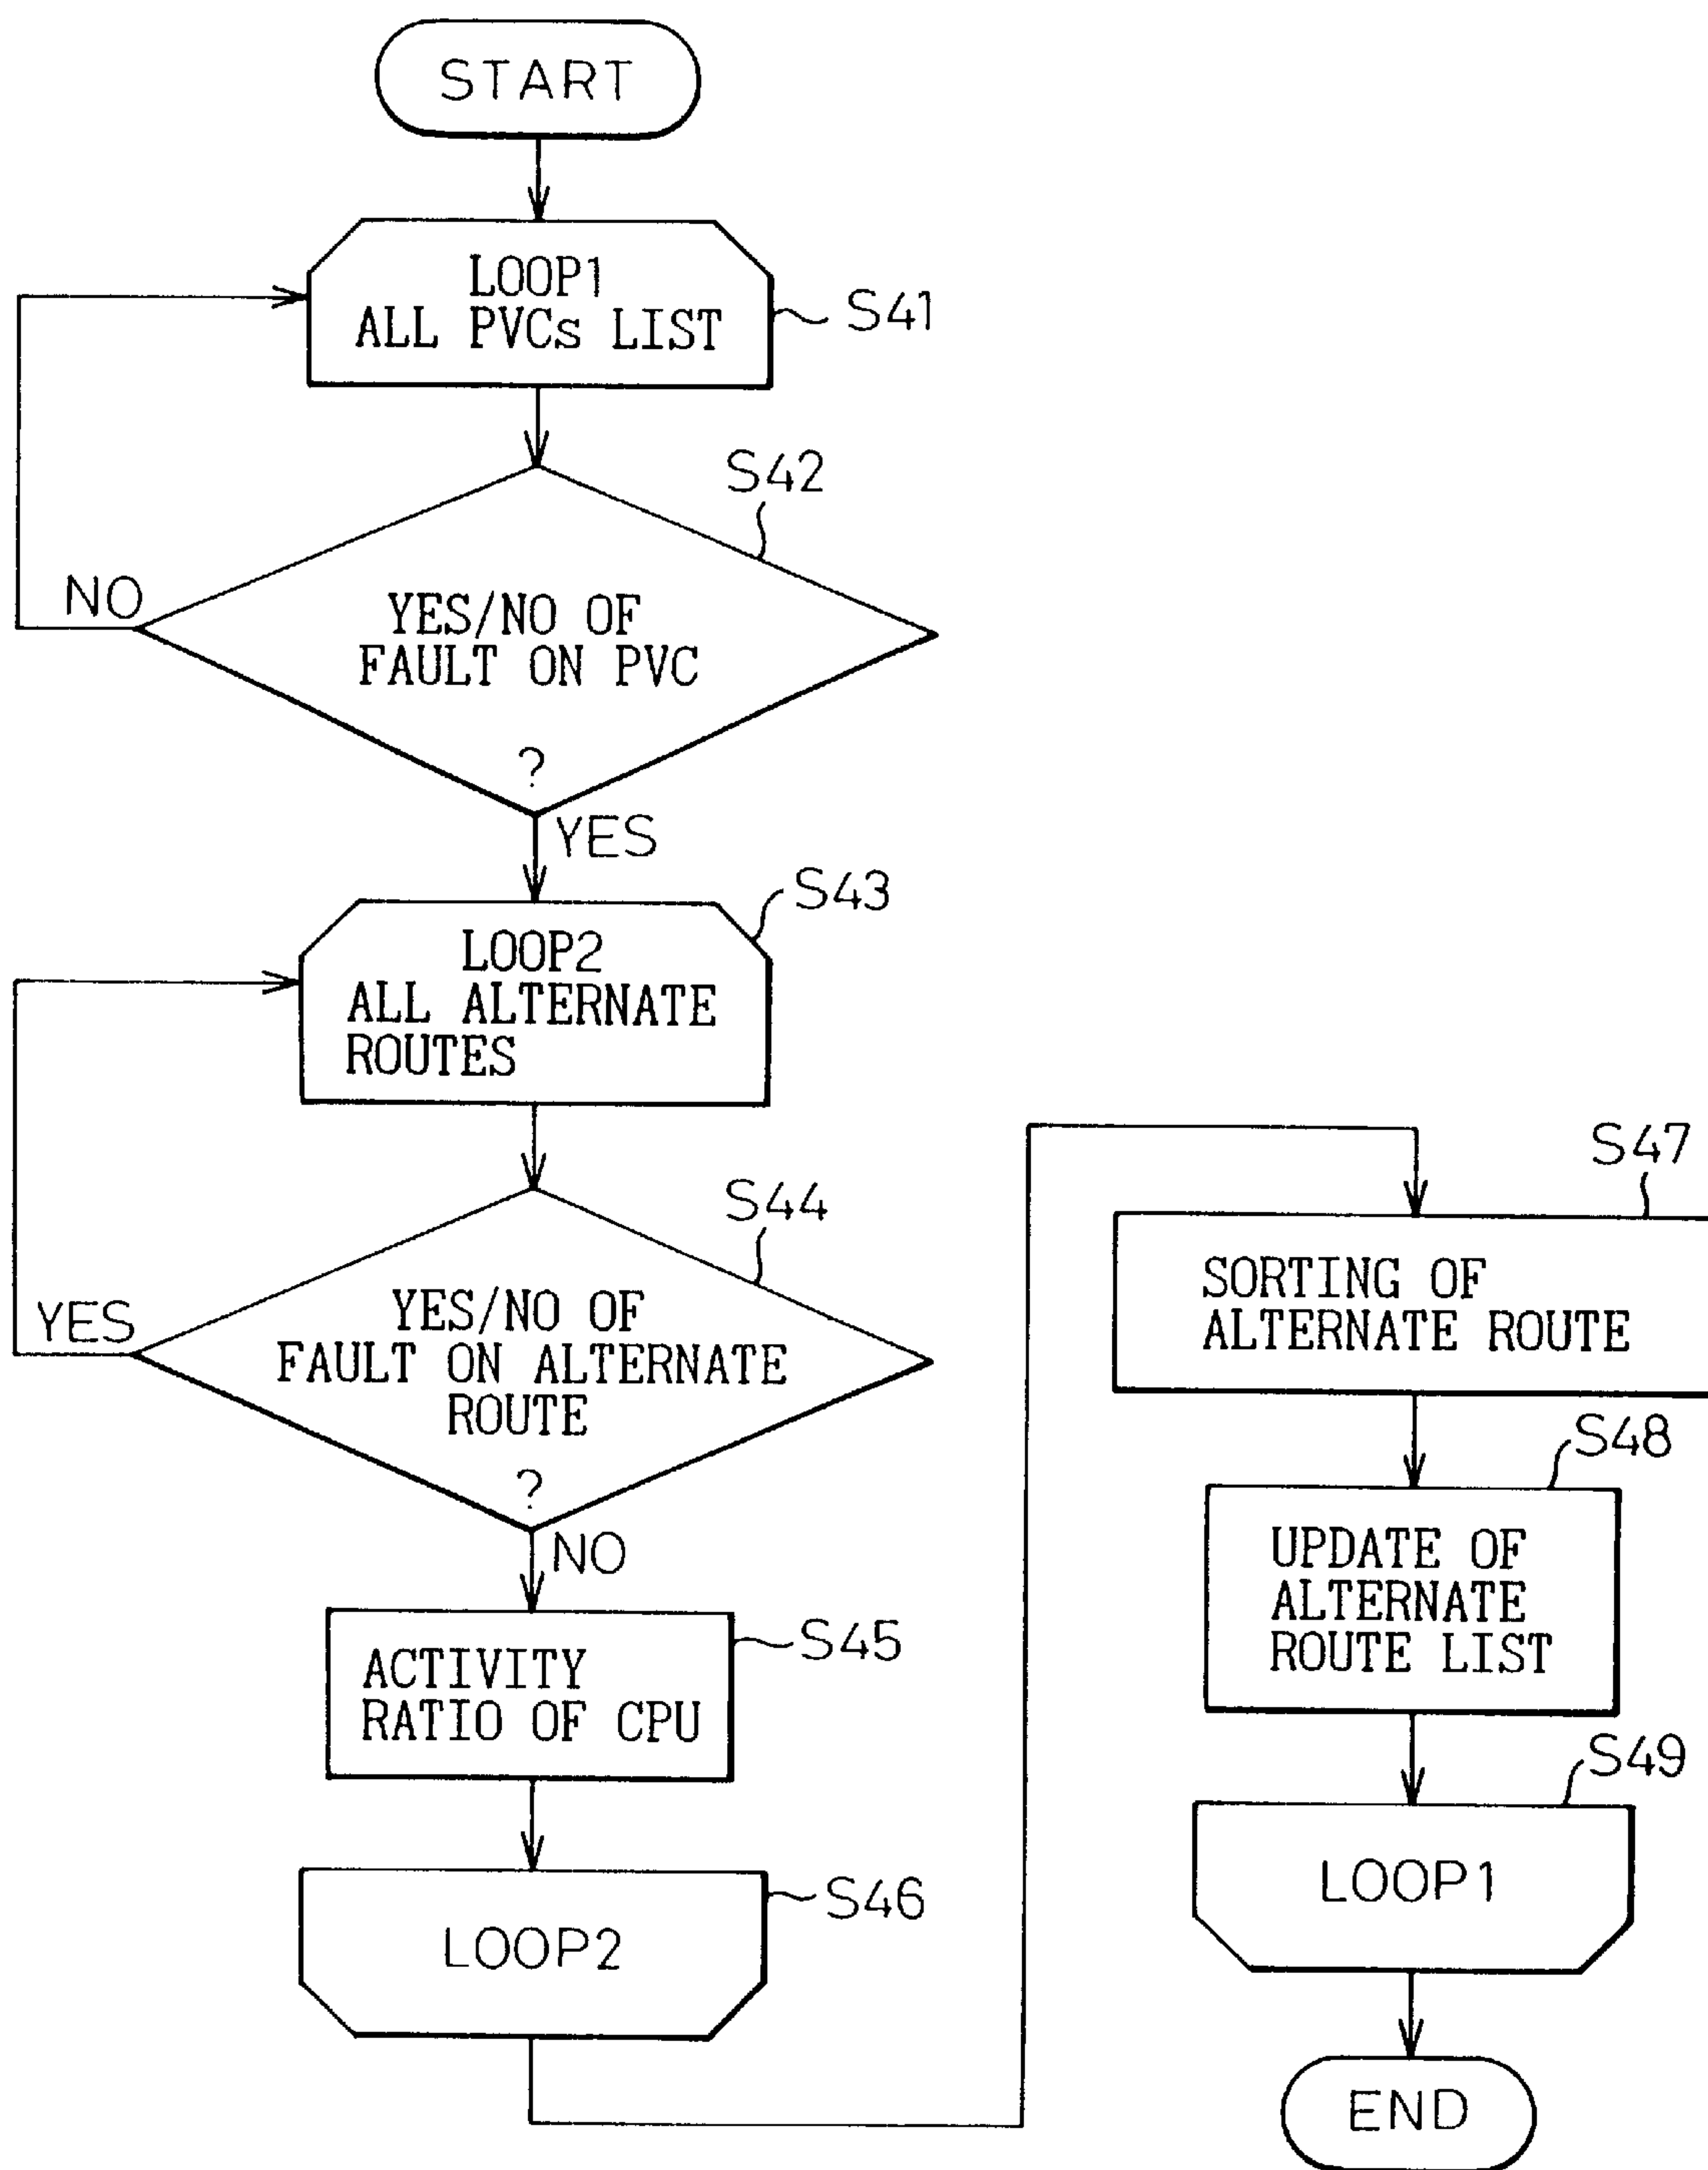 START
LOOP1
ALL PVCs LIST
S41
S42
NO
YES/NO OF
FAULT ON PVC
?
YES
S43
LOOP2
ALL ALTERNATE
ROUTES
S44
YES
YES/NO OF
FAULT ON ALTERNATE
ROUTE
?
NO
S45
ACTIVITY
RATIO OF CPU
S46
LOOP2
S47
SORTING OF
ALTERNATE ROUTE
S48
UPDATE OF
ALTERNATE
ROUTE LIST
S49
LOOP1
END